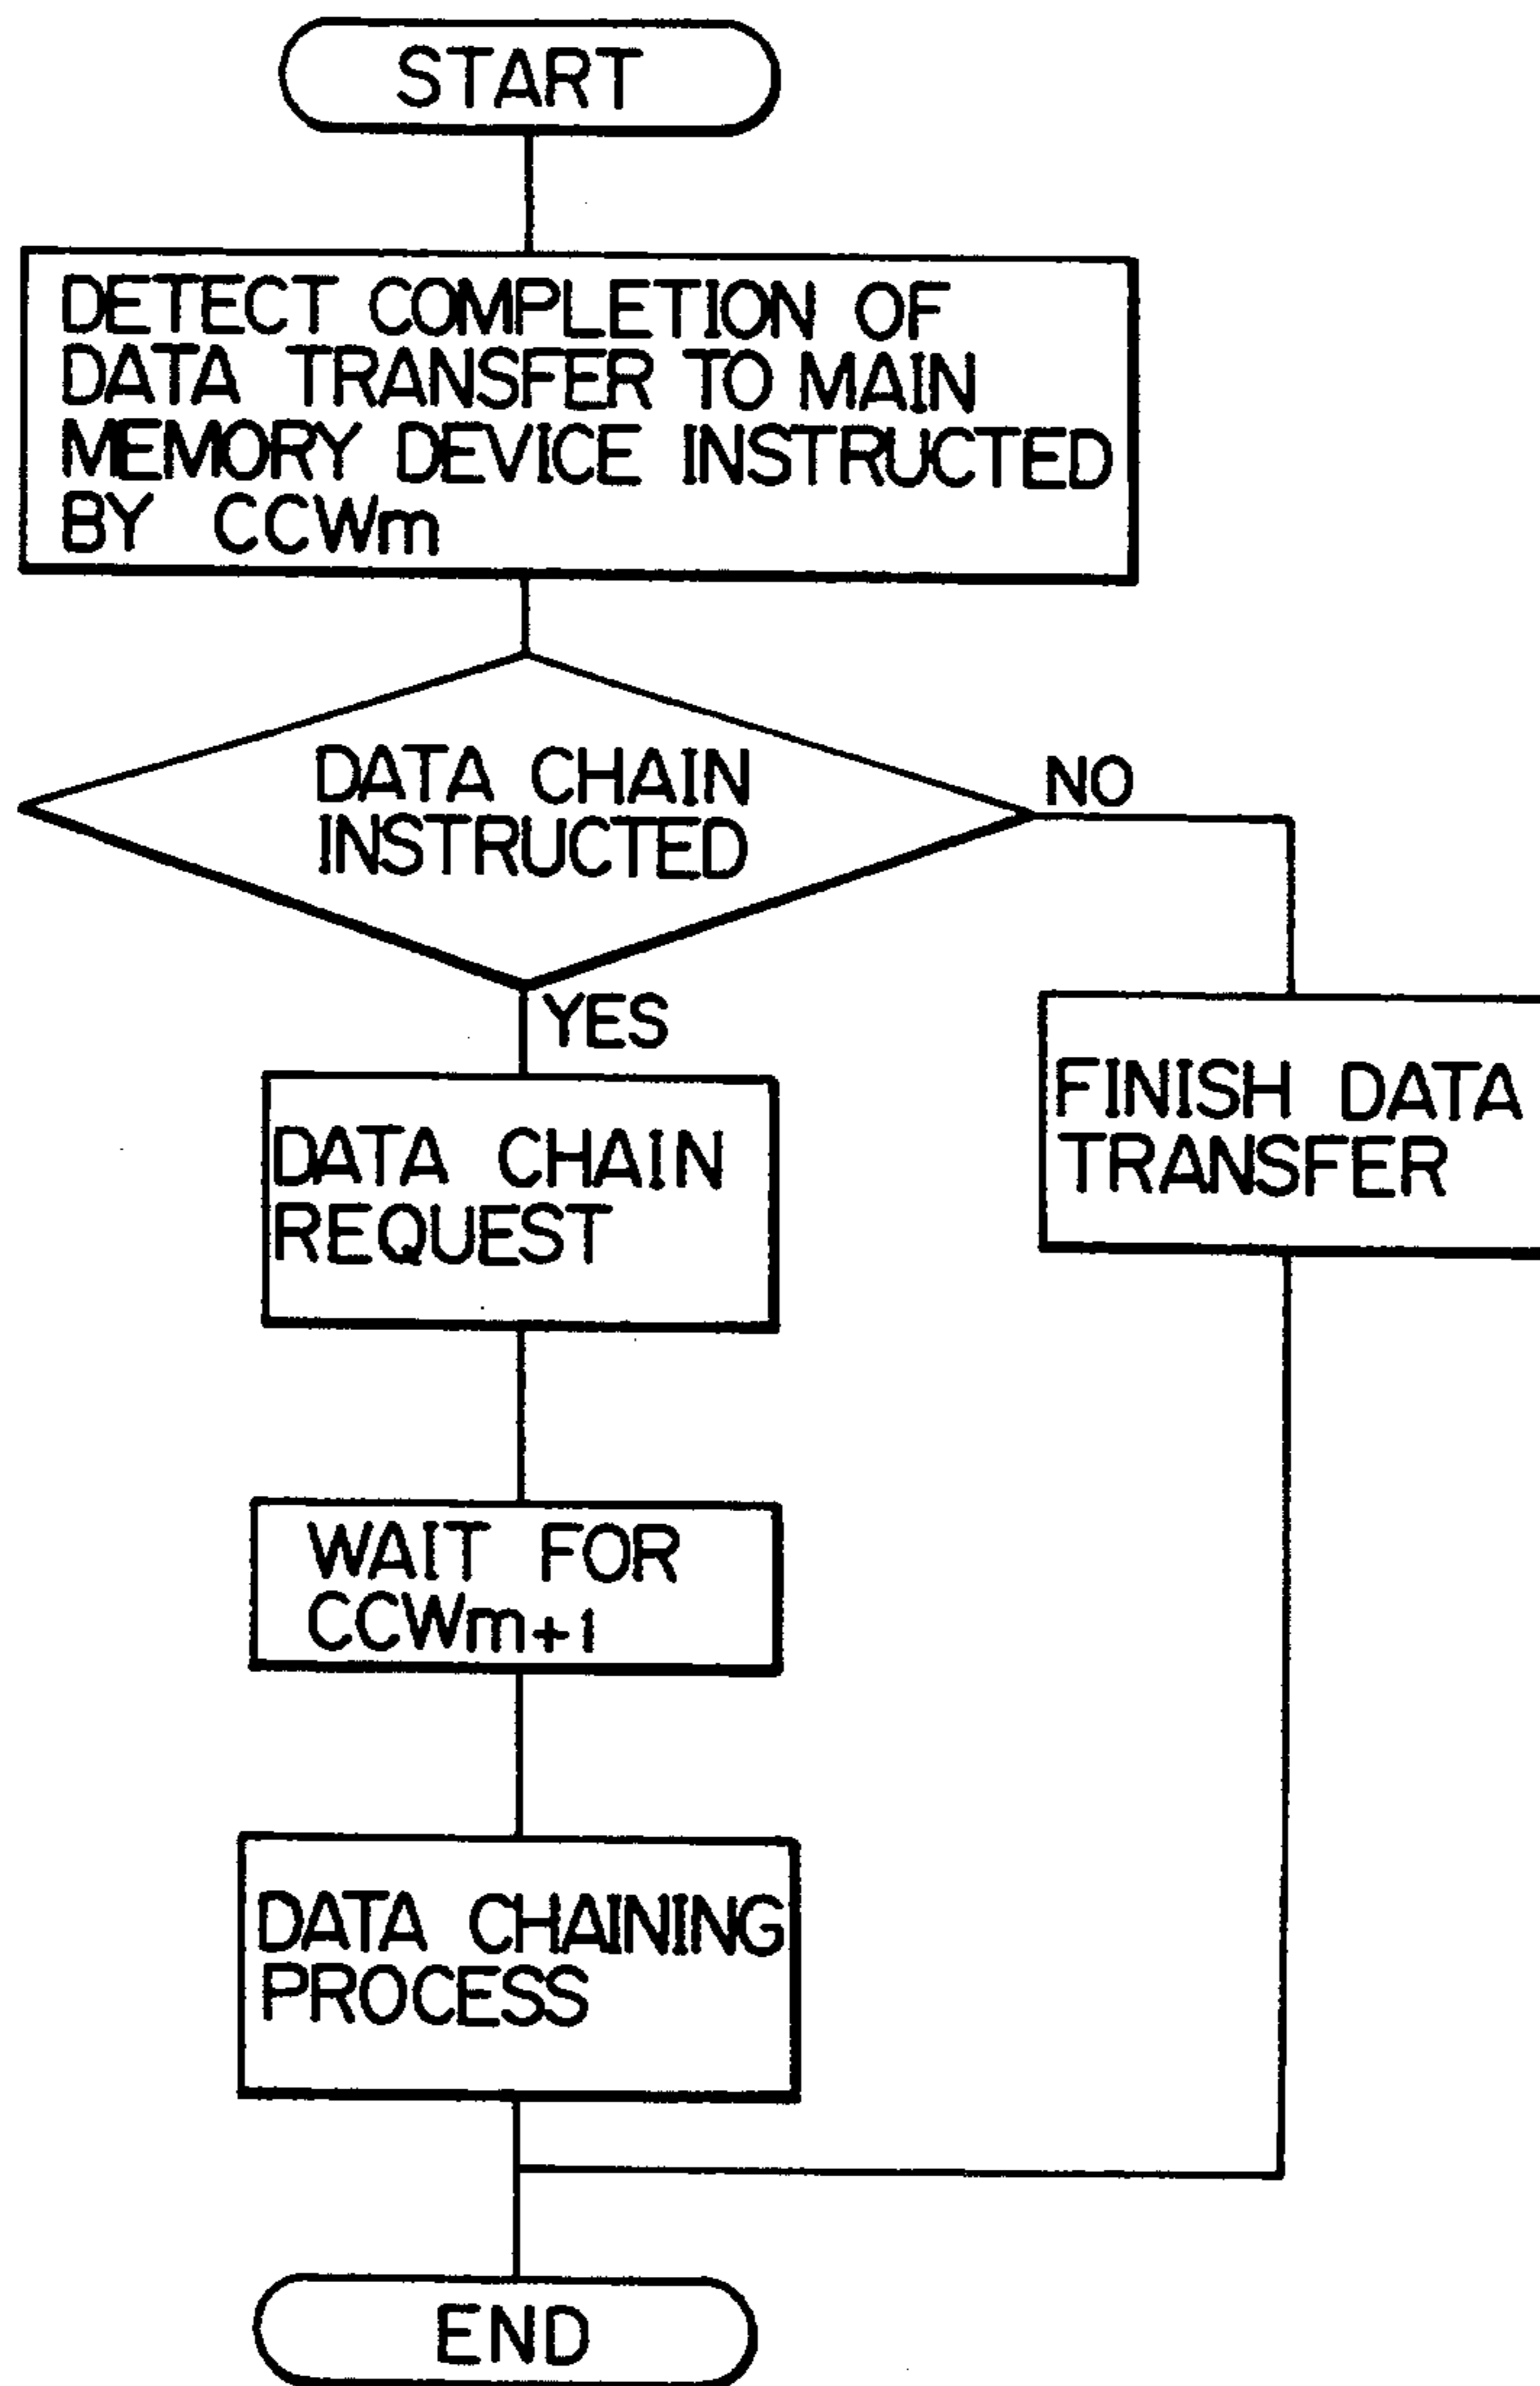 START
DETECT COMPLETION OF
DATA TRANSFER TO MAIN
MEMORY DEVICE INSTRUCTED
BY CCWm
DATA CHAIN
INSTRUCTED
NO
YES
DATA CHAIN
REQUEST
FINISH DATA
TRANSFER
WAIT FOR
CCWm+1
DATA CHAINING
PROCESS
END